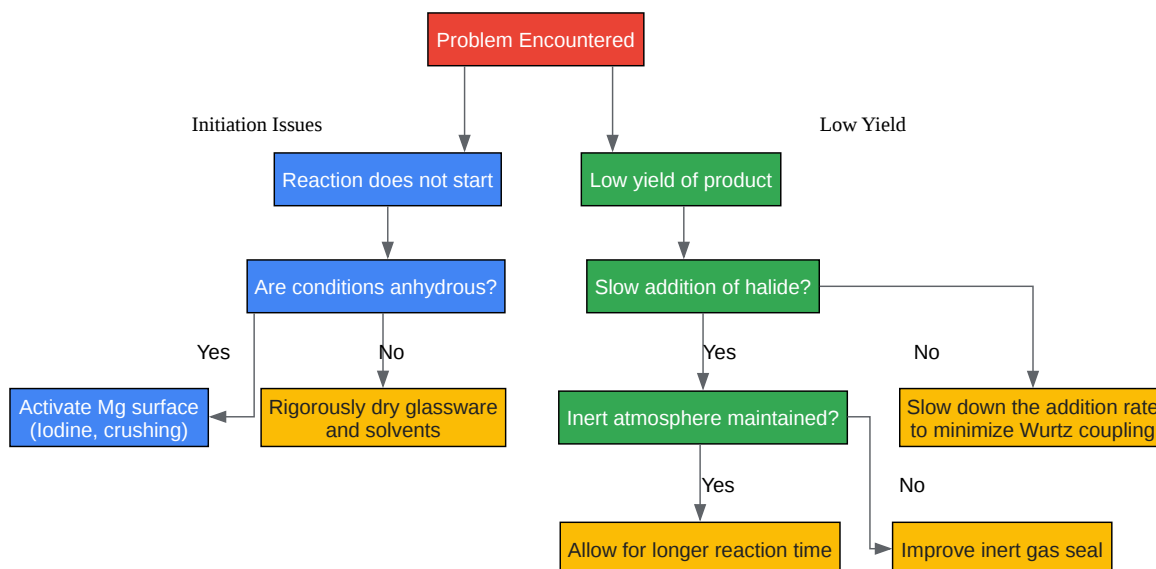 Problem Encountered
Initiation Issues
Low Yield
Reaction does not start
Low yield of product
Are conditions anhydrous?
Slow addition of halide?
Yes
No
Yes
No
Activate Mg surface
(Iodine, crushing)
Rigorously dry glassware
and solvents
Inert atmosphere maintained?
Slow down the addition rate
to minimize Wurtz coupling
Yes
No
Allow for longer reaction time
Improve inert gas seal